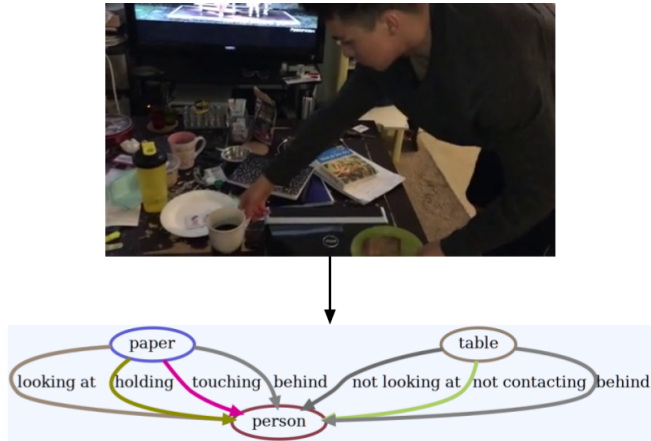 paper
table
looking at
holding
touching
behind
not looking at
not contacting
behind
person